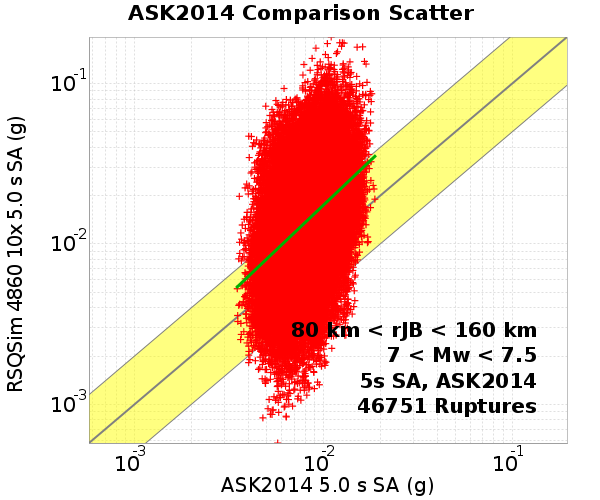 ASK2014 Comparison Scatter
RSQSim 4860 10x 5.0 s SA (g)
10-1
10-2
10-3
80 km < rJB < 160 km
7 < Mw < 7.5
5s SA, ASK2014
46751 Ruptures
10-3 10-2 10-1
ASK2014 5.0 s SA (g)